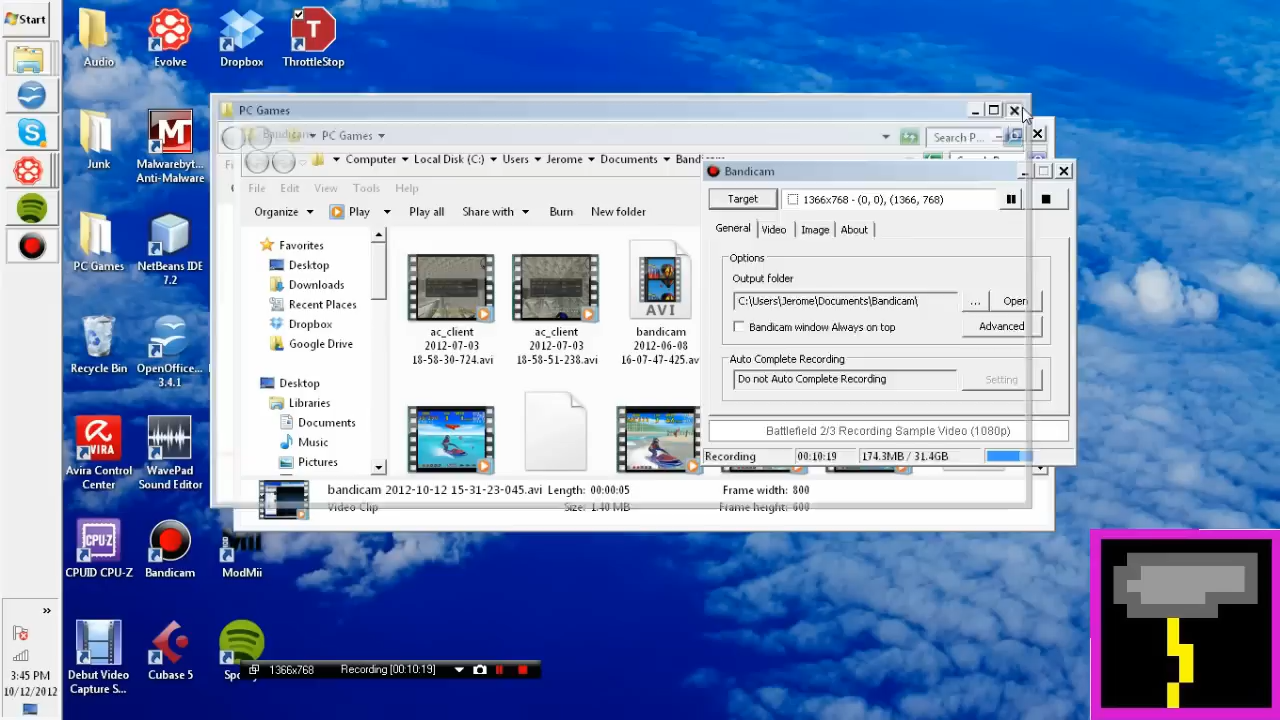 Start
Audio
Evolve
Dropbox
T
ThrottleStop
Junk
M
Malwarebyt...
Anti-Malware
PC Games
NetBeans IDE
7.2
Recycle Bin
OpenOffice...
3.4.1
Avira Control
Center
WavePad
Sound Editor
CPU-Z
CPUID CPU-Z
Bandicam
ModMii
Debut Video
Capture S...
Cubase 5
3:45 PM
10/12/2012
PC Games
PC Games
Search P...
Computer
Local Disk (C:)
Users
Jerome
Documents
File
Edit
View
Tools
Help
Organize
Play
Play all
Share with
Burn
New folder
Favorites
Desktop
Downloads
Recent Places
Dropbox
Google Drive
Desktop
Libraries
Documents
Music
Pictures
ac_client
2012-07-03
18-58-30-724.avi
ac_client
2012-07-03
18-58-51-238.avi
AVI
bandicam
2012-06-08
16-07-47-425.av
bandicam 2012-10-12 15-31-23-045.avi
Length: 00:00:05
Frame width: 800
Video Clip
Size: 1.40 MB
Frame height: 600
Bandicam
Target
1366x768 - (0, 0), (1366, 768)
General
Video
Image
About
Options
Output folder
C:\Users\Jerome\Documents\Bandicam\
...
Open
Bandicam window Always on top
Advanced
Auto Complete Recording
Do not Auto Complete Recording
Setting
Battlefield 2/3 Recording Sample Video (1080p)
Recording
00:10:19
174.3MB / 31.4GB
1366x768
Recording [00:10:19]